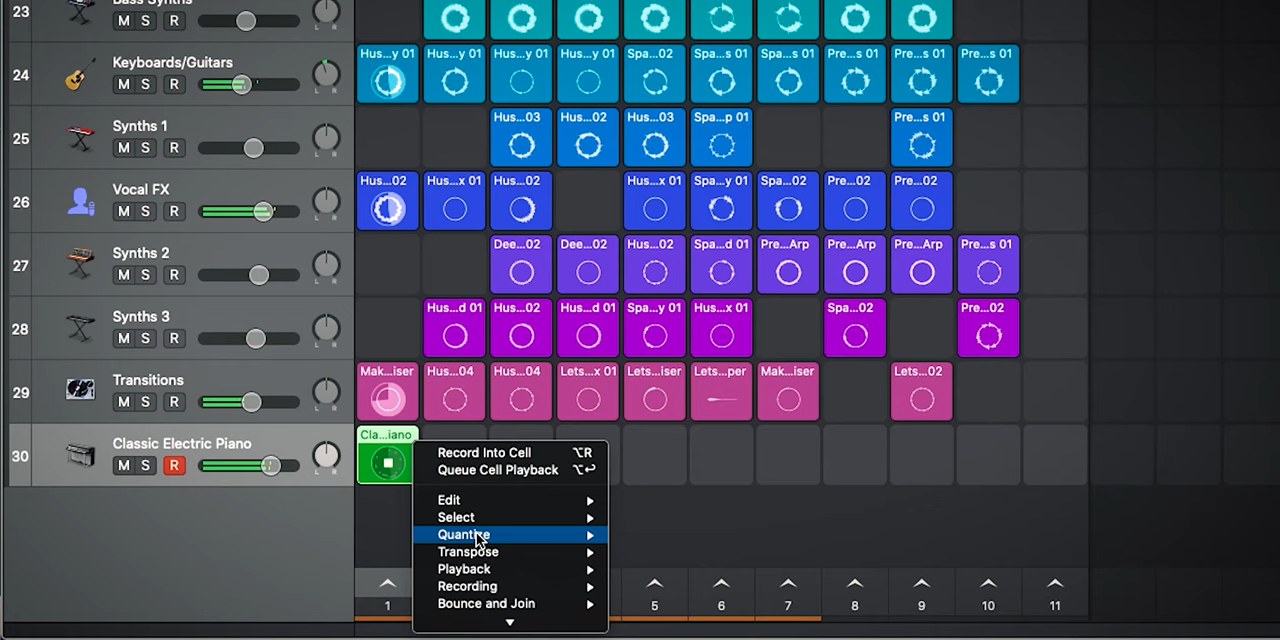 23 Bass Synths
M S R L R
24 Keyboards/Guitars
M S R L R
Hus...y 01 Hus...y 01 Hus...y 01 Hus...y 01 Spa...02 Spa...s 01 Spa...s 01 Pre...s 01 Pre...s 01 Pre...s 01
25 Synths 1
M S R L R
Hus...03 Hus...02 Hus...03 Spa...p 01 Pre...s 01
26 Vocal FX
M S R L R
Hus...02 Hus...x 01 Hus...02 Hus...x 01 Spa...y 01 Spa...02 Pre...02 Pre...02
27 Synths 2
M S R L R
Dee...02 Dee...02 Hus...02 Spa...d 01 Pre...Arp Pre...Arp Pre...Arp Pre...s 01
28 Synths 3
M S R L R
Hus...d 01 Hus...02 Hus...d 01 Spa...y 01 Hus...x 01 Spa...02 Pre...02
29 Transitions
M S R L R
Mak...iser Hus...04 Hus...04 Lets...x 01 Lets...iser Lets...per Mak...iser Lets...02
30 Classic Electric Piano
M S R L R
Cla...iano
Record Into Cell ⌥R
Queue Cell Playback ⌥↩
Edit
Select
Quantize
Transpose
Playback
Recording
Bounce and Join
1 5 6 7 8 9 10 11